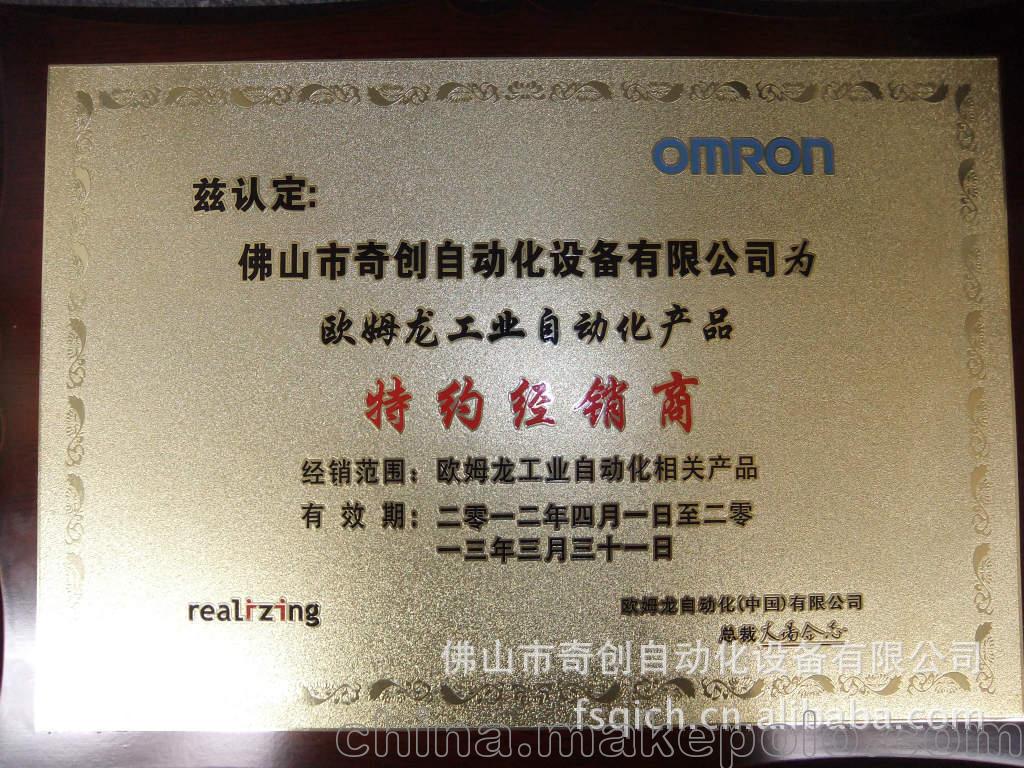 OMRON
兹认定:
佛山市奇创自动化设备有限公司为
欧姆龙工业自动化产品
特约经销商
经销范围：欧姆龙工业自动化相关产品
有效期：二零一二年四月一日至二零
一三年三月三十一日
realizing
欧姆龙自动化(中国)有限公司
总裁
佛山市奇创自动化设备有限公司
fsqich.cn.alibaba.com
china.makepolo.com